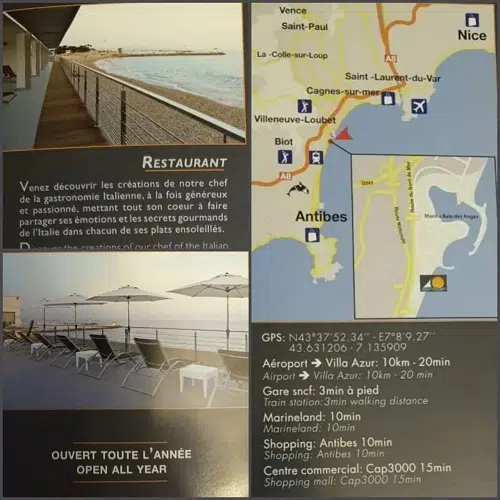 RESTAURANT
Venez découvrir les créations de notre chef
de la gastronomie Italienne, à la fois généreux
et passionné, mettant tout son coeur à faire
partager ses émotions et les secrets gourmands
de l'Italie dans chacun de ses plats ensoleillés.
Discover the creations of our chef of the Italian
OUVERT TOUTE L'ANNÉE
OPEN ALL YEAR
Vence
Saint-Paul
Nice
La -Colle-sur-Loup
A8
Saint -Laurent-du-Var
Cagnes-sur-mer
Villeneuve-Loubet
Biot
A8
Antibes
D241
Route du Bord de Mer
Marina Baie des Anges
GPS: N43°37'52.34'' - E7°8'9.27''
43.631206 - 7.135909
Aéroport ➔ Villa Azur: 10km - 20min
Airport ➔ Villa Azur: 10km - 20 min
Gare sncf: 3min à pied
Train station: 3min walking distance
Marineland: 10min
Marineland: 10min
Shopping: Antibes 10min
Shopping: Antibes 10min
Centre commercial: Cap3000 15min
Shopping mall: Cap3000 15min